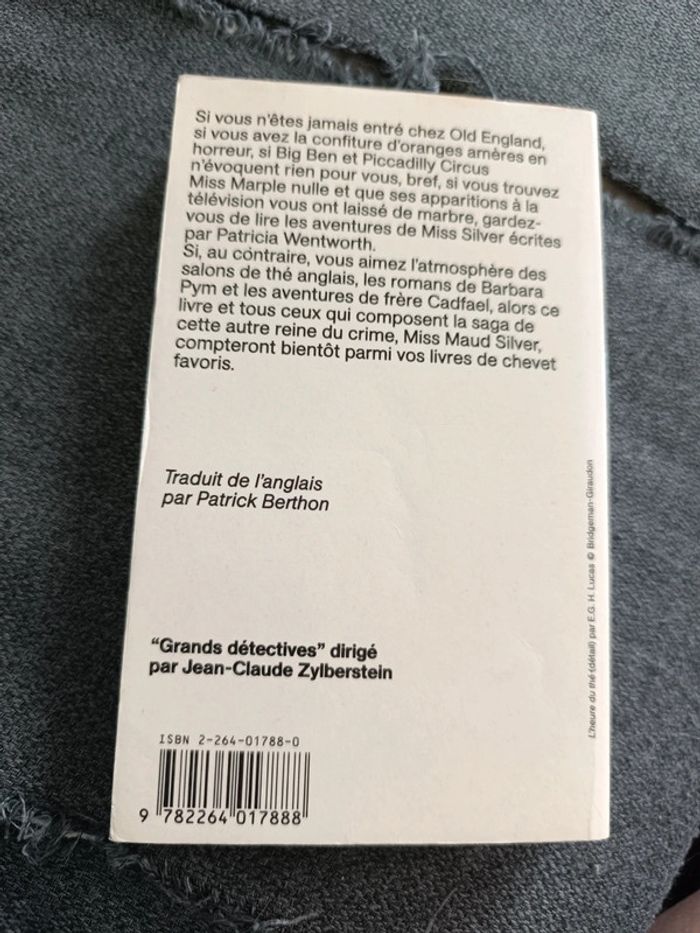 Si vous n'êtes jamais entré chez Old England,
si vous avez la confiture d'oranges amères en
horreur, si Big Ben et Piccadilly Circus
n'évoquent rien pour vous, bref, si vous trouvez
Miss Marple nulle et que ses apparitions à la
télévision vous ont laissé de marbre, gardez-
vous de lire les aventures de Miss Silver écrites
par Patricia Wentworth.
Si, au contraire, vous aimez l'atmosphère des
salons de thé anglais, les romans de Barbara
Pym et les aventures de frère Cadfael, alors ce
livre et tous ceux qui composent la saga de
cette autre reine du crime, Miss Maud Silver,
compteront bientôt parmi vos livres de chevet
favoris.
Traduit de l'anglais
par Patrick Berthon
"Grands détectives" dirigé
par Jean-Claude Zylberstein
ISBN 2-264-01788-0
9 782264 017888
L'heure du thé (détail) par E.G. H. Lucas © Bridgeman-Giraudon